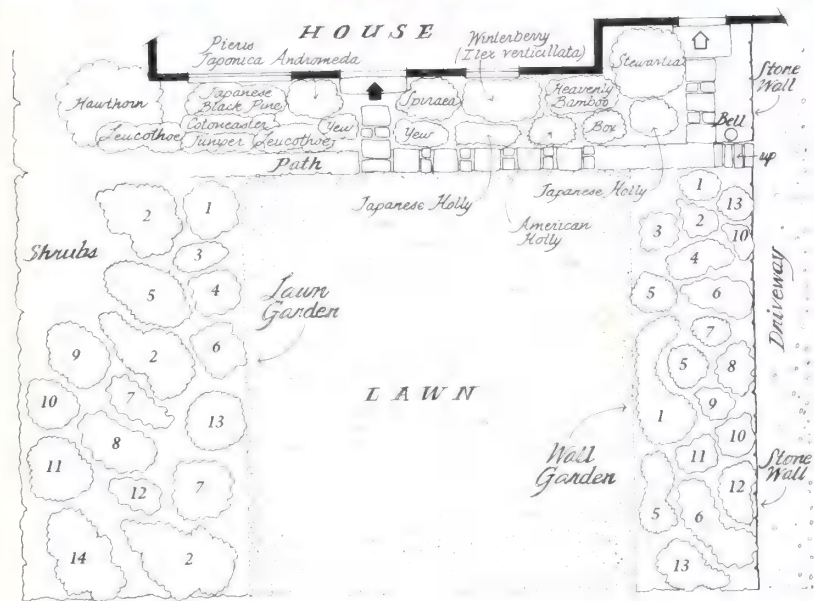 HOUSE
Pieris
Japonica Andromeda
Winterberry
(Ilex verticillata)
Hawthorn
Japanese
Black Pine
Spiraea
Heavenly
Bamboo
Stewartia
Stone
Wall
Leucothoe
Cotoneaster
Juniper
Leucothoe
Yew
Yew
Box
Bell
up
Path
Japanese Holly
American
Holly
Japanese Holly
Shrubs
Lawn
Garden
2
1
3
5
4
2
6
9
7
10
13
8
11
12
7
14
2
LAWN
Wall
Garden
1
13
3
2
10
4
5
6
7
5
8
1
9
10
11
12
5
6
13
Driveway
Stone
Wall